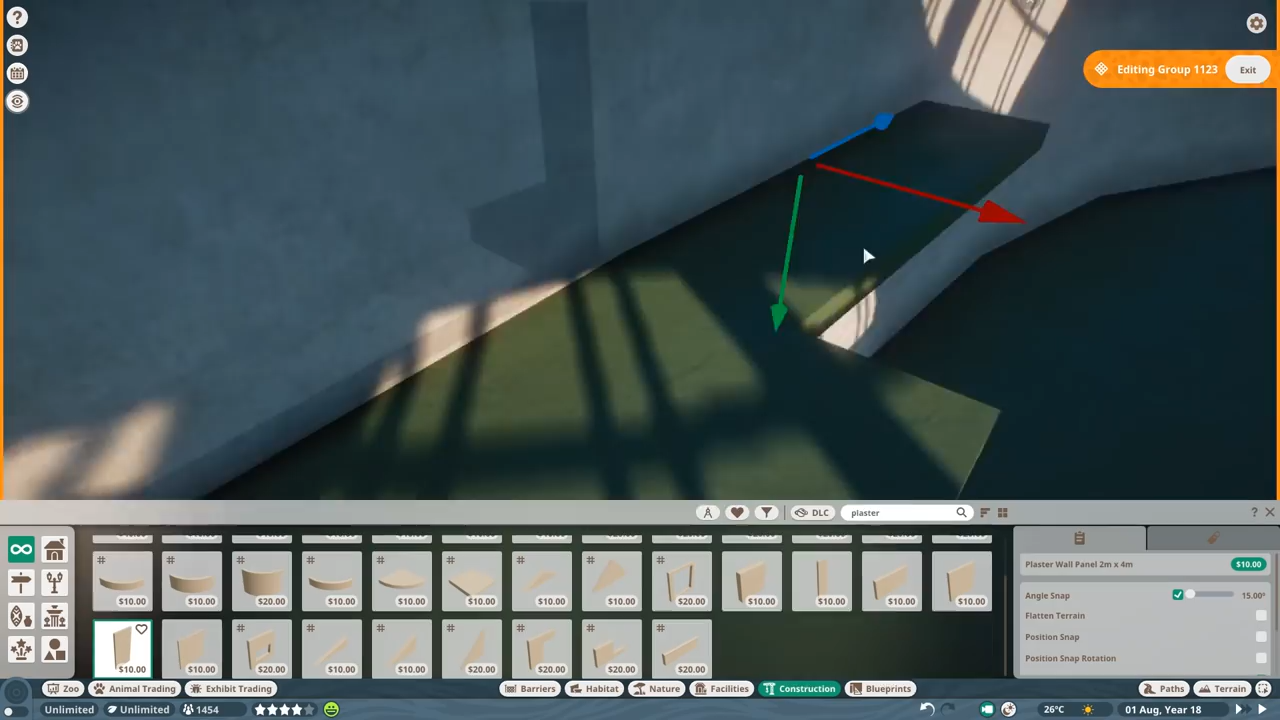 ?
Editing Group 1123 Exit
DLC plaster ? ×
$10.00 $10.00 $20.00 $10.00 $10.00 $10.00 $10.00 $10.00 $20.00 $10.00 $10.00 $10.00 $10.00
$10.00 $10.00 $20.00 $10.00 $20.00 $20.00 $20.00 $20.00 $20.00
Plaster Wall Panel 2m x 4m $10.00
Angle Snap 15.00°
Flatten Terrain
Position Snap
Position Snap Rotation
Zoo Animal Trading Exhibit Trading Barriers Habitat Nature Facilities Construction Blueprints Paths Terrain
Unlimited Unlimited 1454 26°C 01 Aug, Year 18